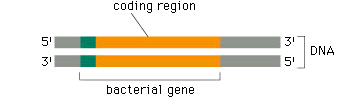 coding region
5' 3'
DNA
3' 5'
bacterial gene